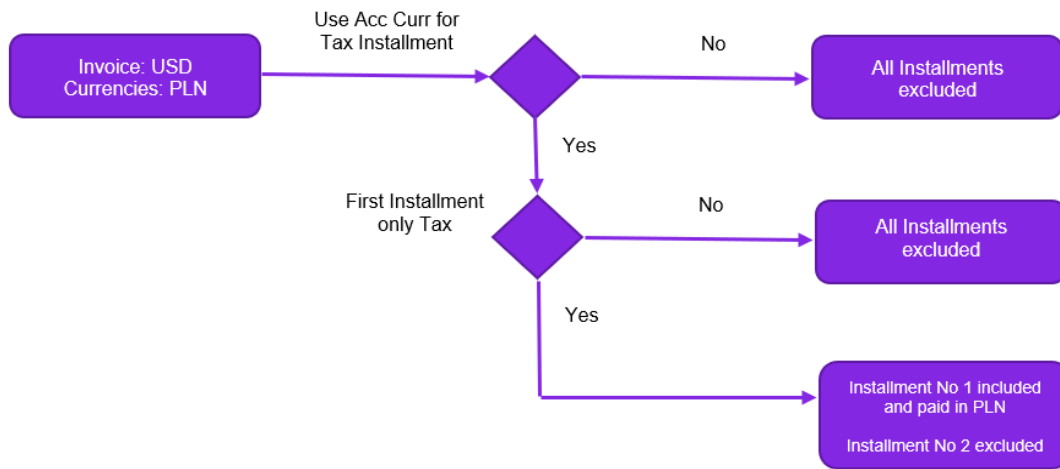 Use Acc Curr for
Tax Installment
No
Invoice: USD
Currencies: PLN
All Installments
excluded
Yes
First Installment
only Tax
No
All Installments
excluded
Yes
Installment No 1 included
and paid in PLN
Installment No 2 excluded